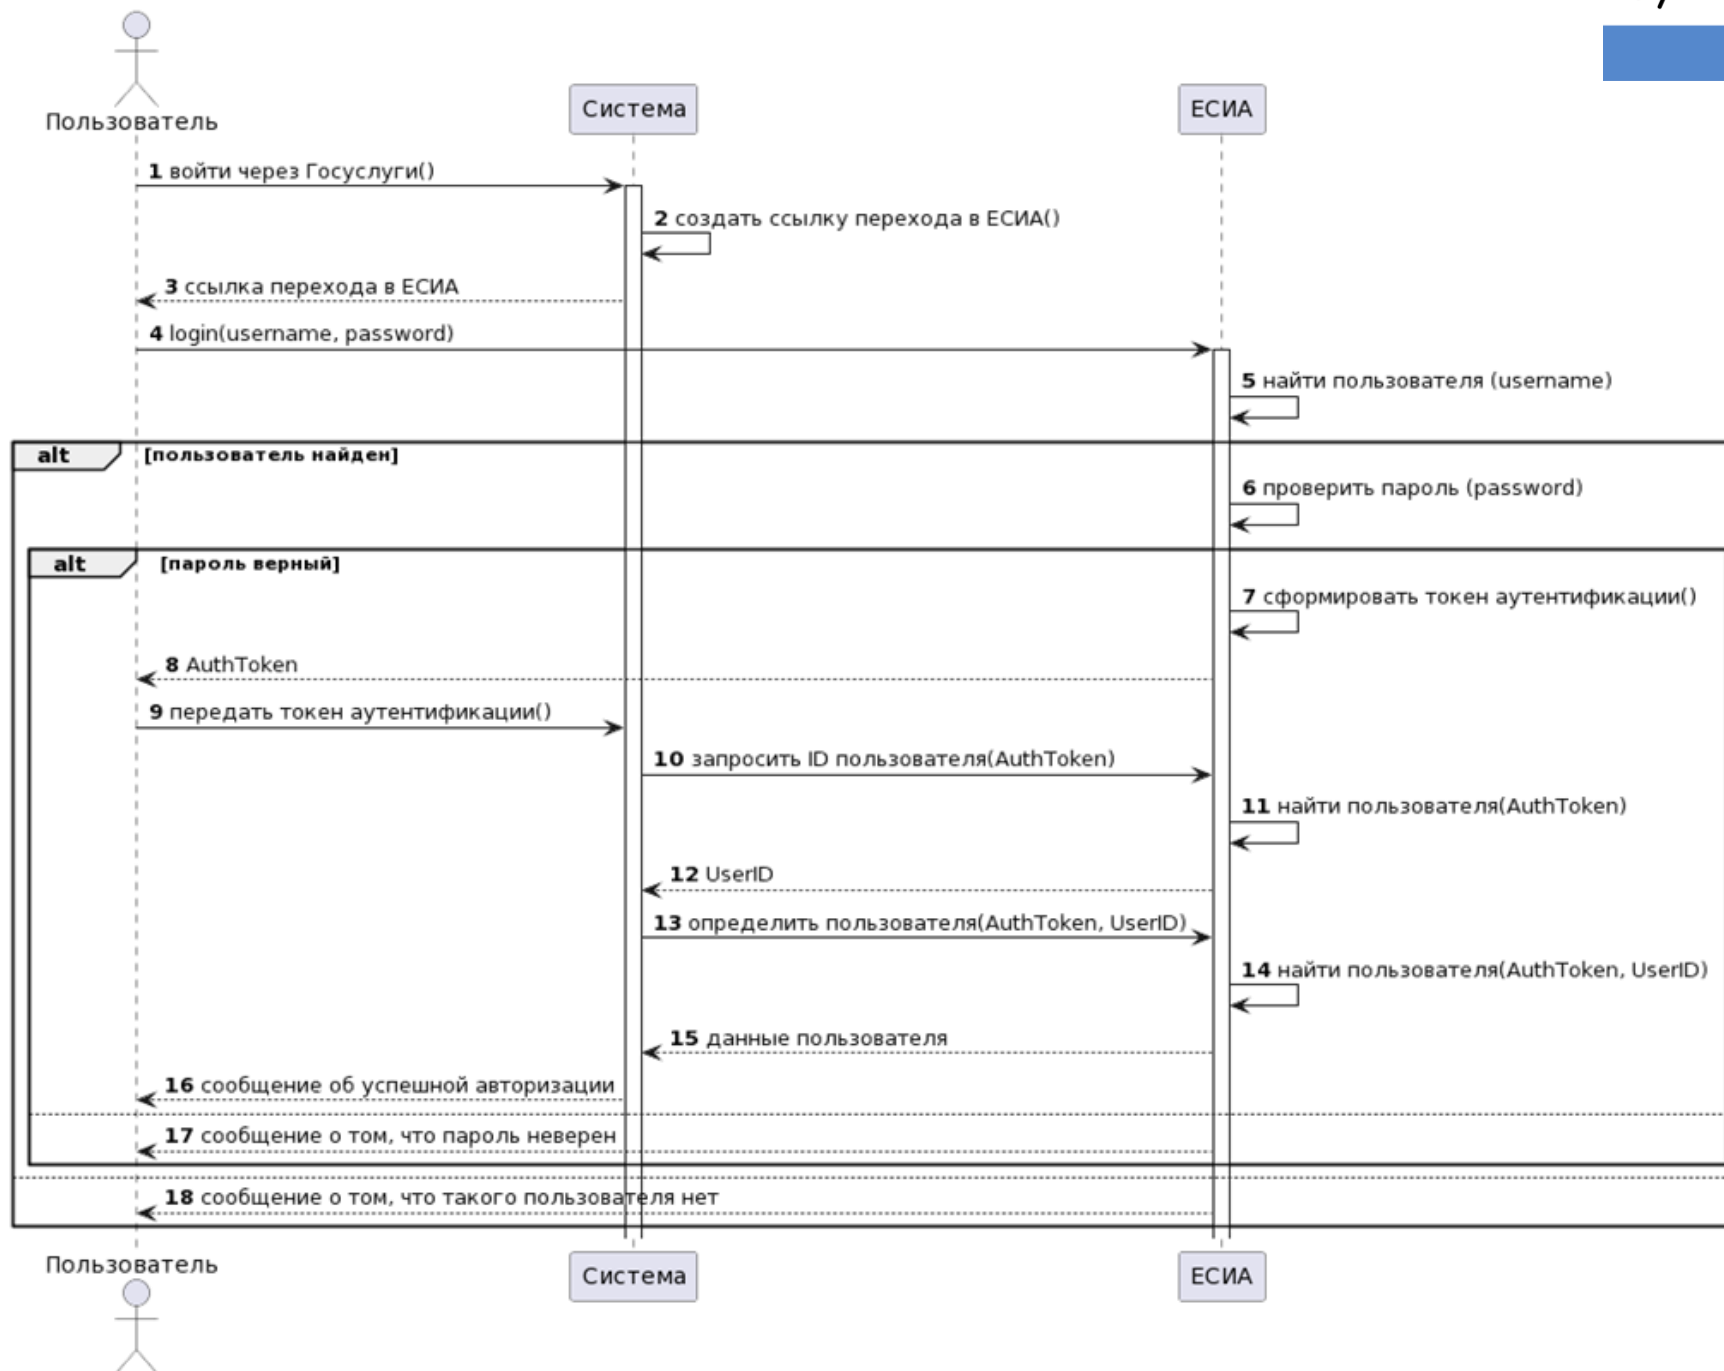 Пользователь
Система
ЕСИА
1 войти через Госуслуги()
2 создать ссылку перехода в ЕСИА()
3 ссылка перехода в ЕСИА
4 login(username, password)
5 найти пользователя (username)
alt [пользователь найден]
6 проверить пароль (password)
alt [пароль верный]
7 сформировать токен аутентификации()
8 AuthToken
9 передать токен аутентификации()
10 запросить ID пользователя(AuthToken)
11 найти пользователя(AuthToken)
12 UserID
13 определить пользователя(AuthToken, UserID)
14 найти пользователя(AuthToken, UserID)
15 данные пользователя
16 сообщение об успешной авторизации
17 сообщение о том, что пароль неверен
18 сообщение о том, что такого пользователя нет
Пользователь
Система
ЕСИА